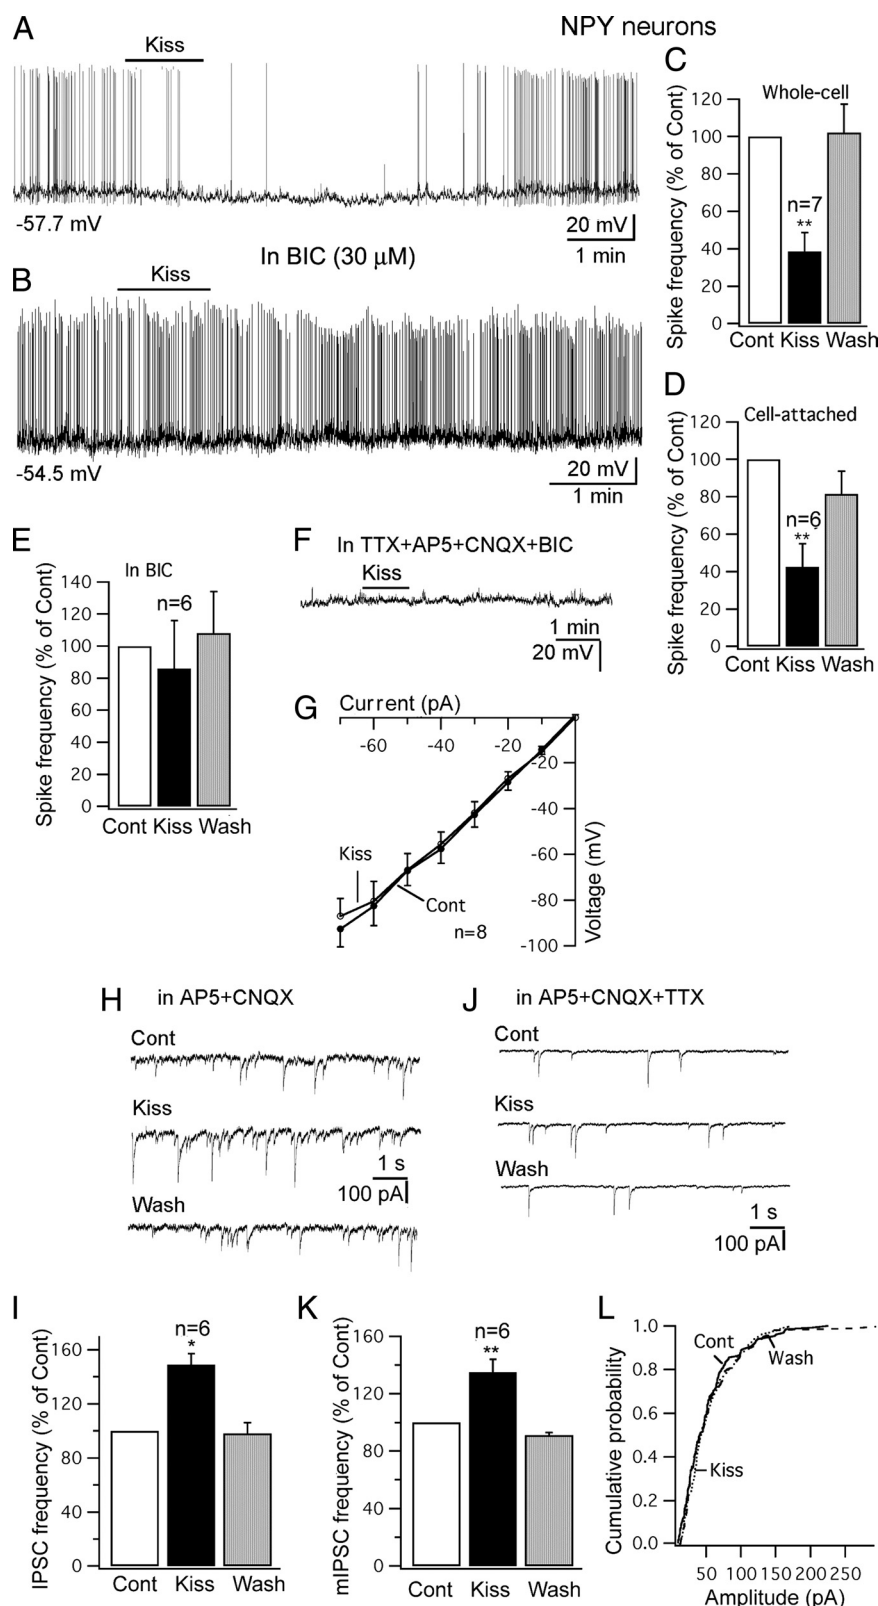 A
Kiss
NPY neurons
-57.7 mV
20 mV
1 min
In BIC (30 μM)
B
Kiss
-54.5 mV
20 mV
1 min
C
Whole-cell
Spike frequency (% of Cont)
120
100
80
60
40
20
0
n=7
**
Cont Kiss Wash
D
Cell-attached
Spike frequency (% of Cont)
120
100
80
60
40
20
0
n=6
**
Cont Kiss Wash
E
In BIC
Spike frequency (% of Cont)
140
120
100
80
60
40
20
0
n=6
Cont Kiss Wash
F
In TTX+AP5+CNQX+BIC
Kiss
1 min
20 mV
G
Current (pA)
-60 -40 -20
-20
-40
-60
-80
-100
Voltage (mV)
Kiss
Cont
n=8
H in AP5+CNQX
Cont
Kiss
1 s
100 pA
Wash
J in AP5+CNQX+TTX
Cont
Kiss
Wash
1 s
100 pA
I
IPSC frequency (% of Cont)
160
120
80
40
0
n=6
*
Cont Kiss Wash
K
mIPSC frequency (% of Cont)
160
120
80
40
0
n=6
**
Cont Kiss Wash
L
Cumulative probability
1.0
0.8
0.6
0.4
0.2
0.0
Cont
Wash
Kiss
50 100 150 200 250
Amplitude (pA)